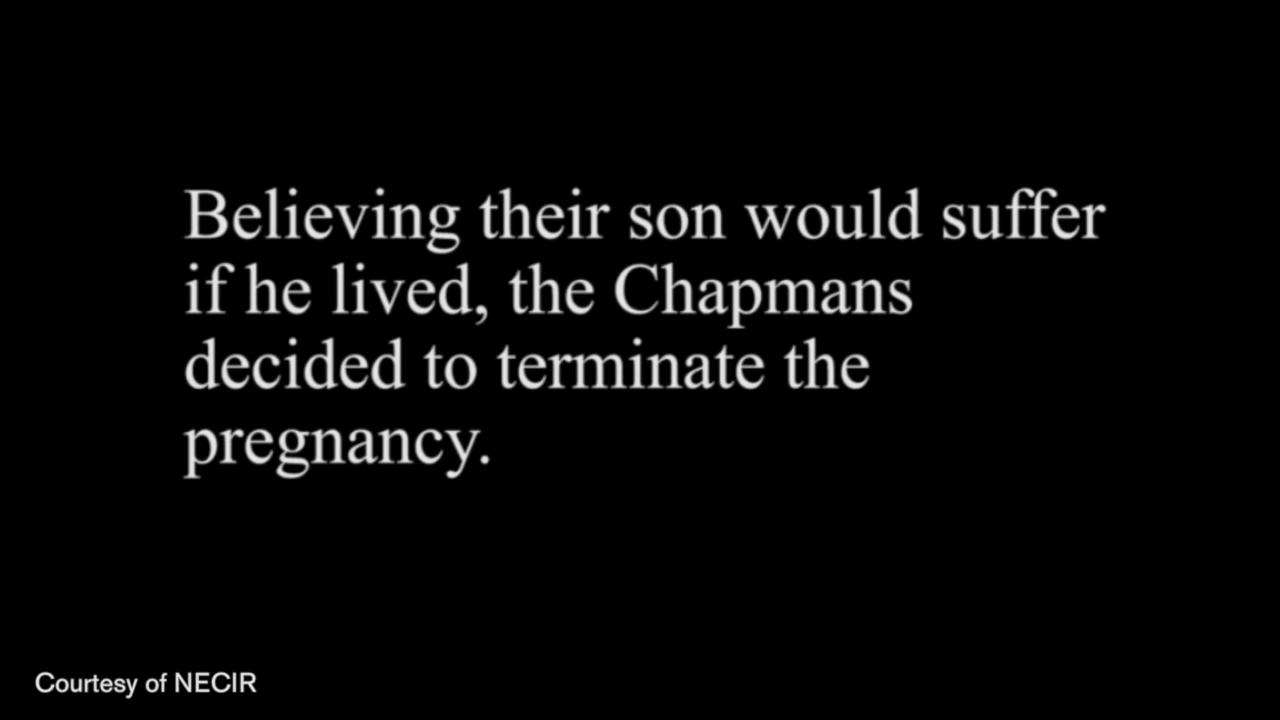 Believing their son would suffer
if he lived, the Chapmans
decided to terminate the
pregnancy.
Courtesy of NECIR